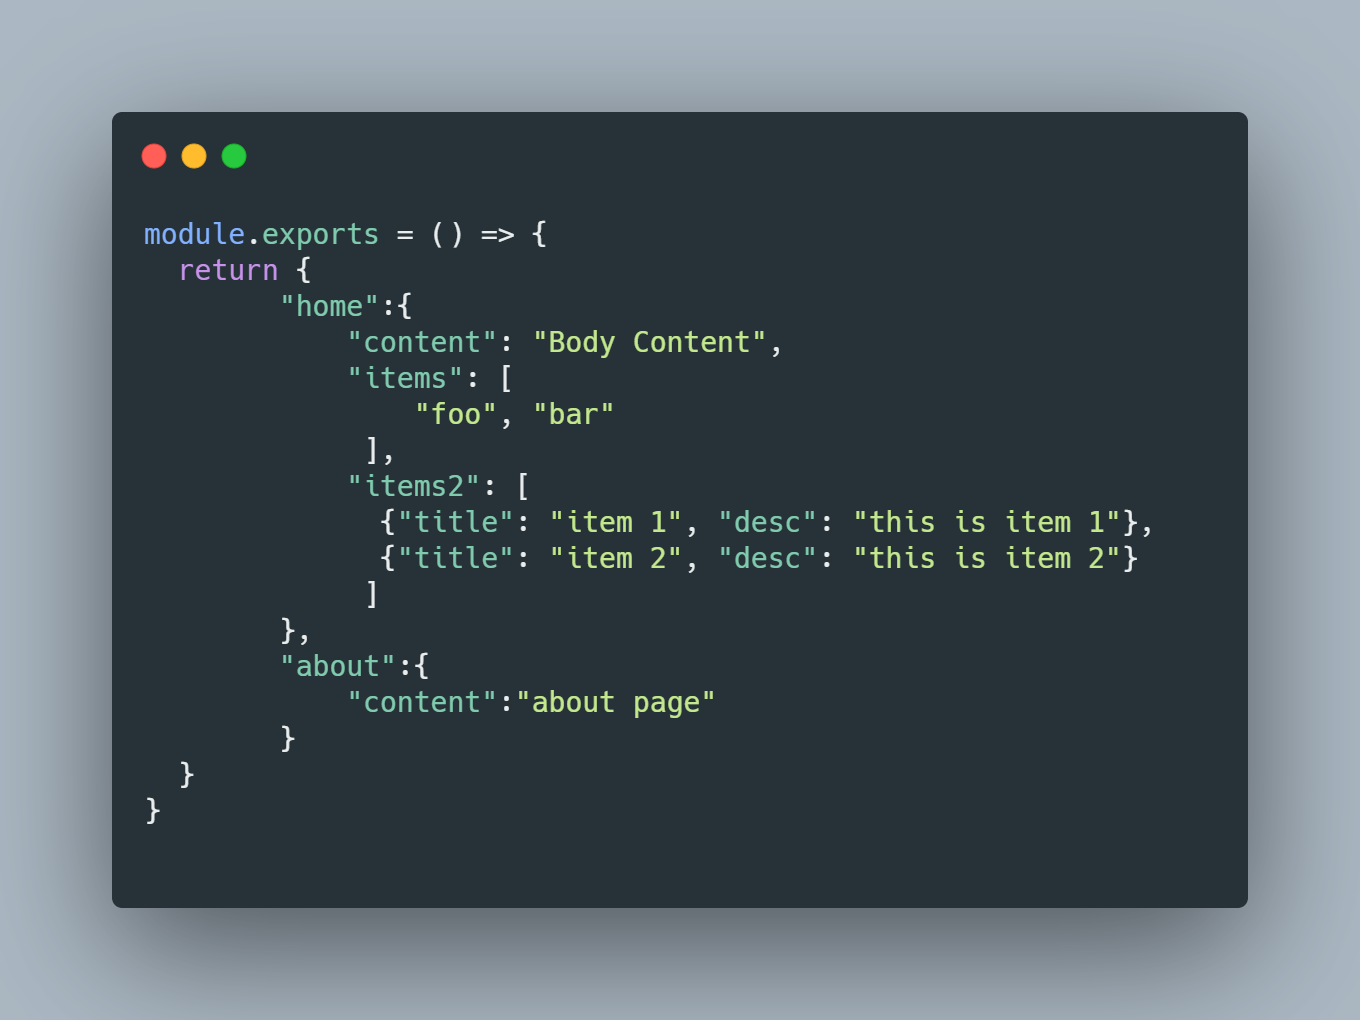 module.exports = () => {
  return {
        "home":{
            "content": "Body Content",
            "items": [
                "foo", "bar"
             ],
            "items2": [
              {"title": "item 1", "desc": "this is item 1"},
              {"title": "item 2", "desc": "this is item 2"}
             ]
        },
        "about":{
            "content":"about page"
        }
  }
}